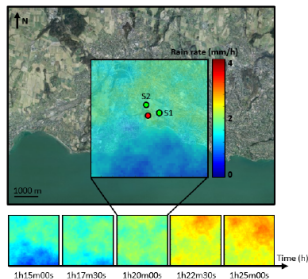 N
Rain rate (mm/h)
4
2
0
S2
S1
1000 m
Time (h)
1h15m00s 1h17m30s 1h20m00s 1h22m30s 1h25m00s